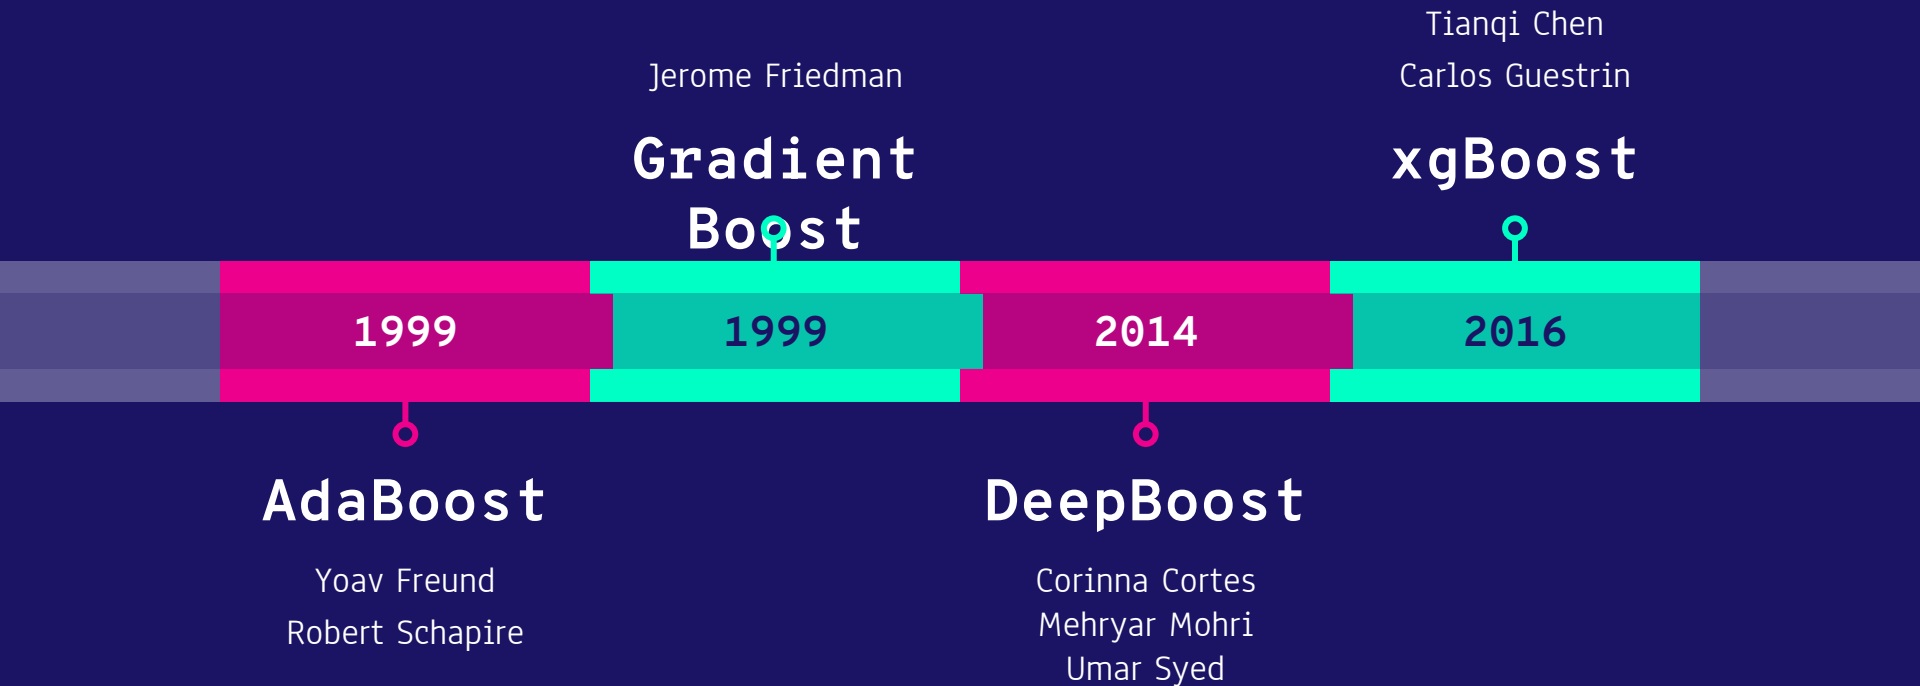 Tianqi Chen
Carlos Guestrin
Jerome Friedman
Gradient
Boost
xgBoost
1999
1999
2014
2016
AdaBoost
Yoav Freund
Robert Schapire
DeepBoost
Corinna Cortes
Mehryar Mohri
Umar Syed